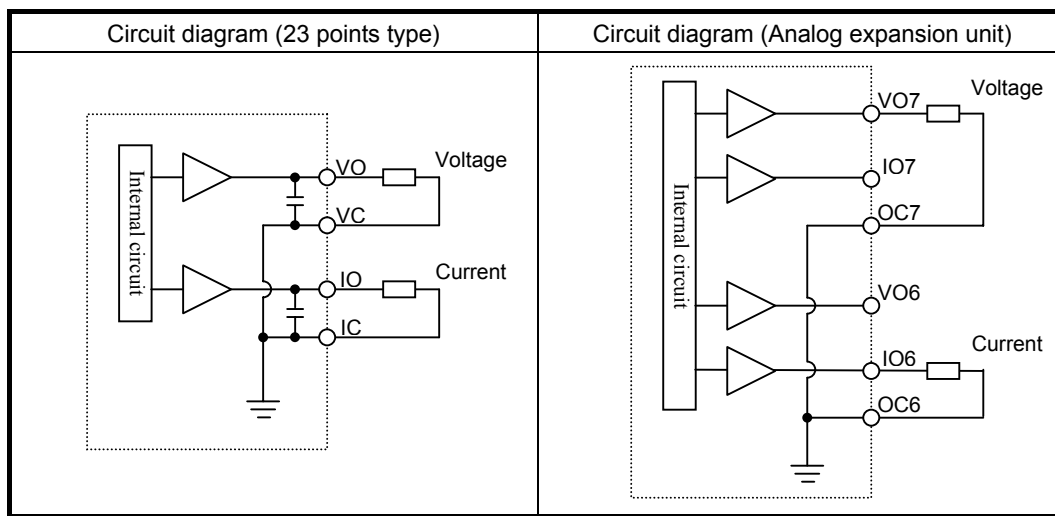 Circuit diagram (23 points type)
Internal circuit
VO
Voltage
VC
IO
Current
IC
Circuit diagram (Analog expansion unit)
Internal circuit
VO7
Voltage
IO7
OC7
VO6
IO6
Current
OC6